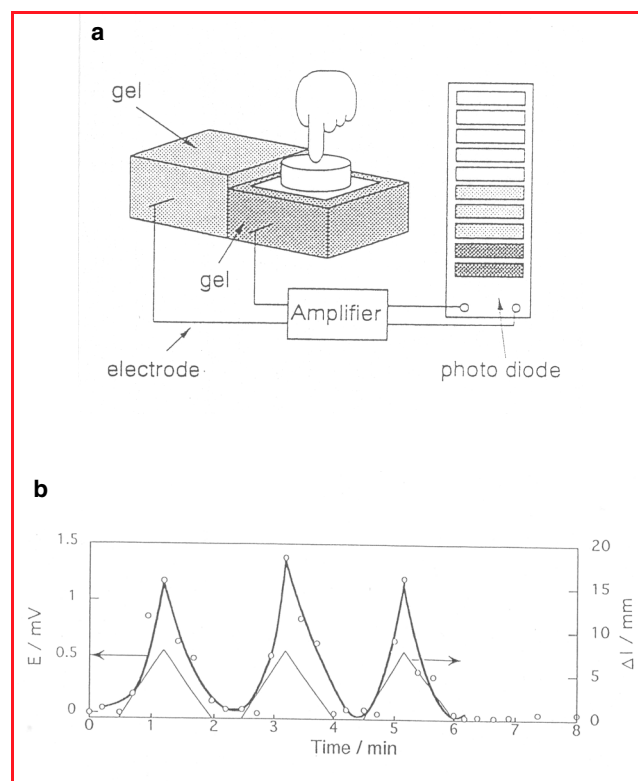 a
gel
gel
Amplifier
electrode
photo diode
b
1.5
1
0.5
0
E / mV
20
15
10
5
0
Δl / mm
0 1 2 3 4 5 6 7 8
Time / min